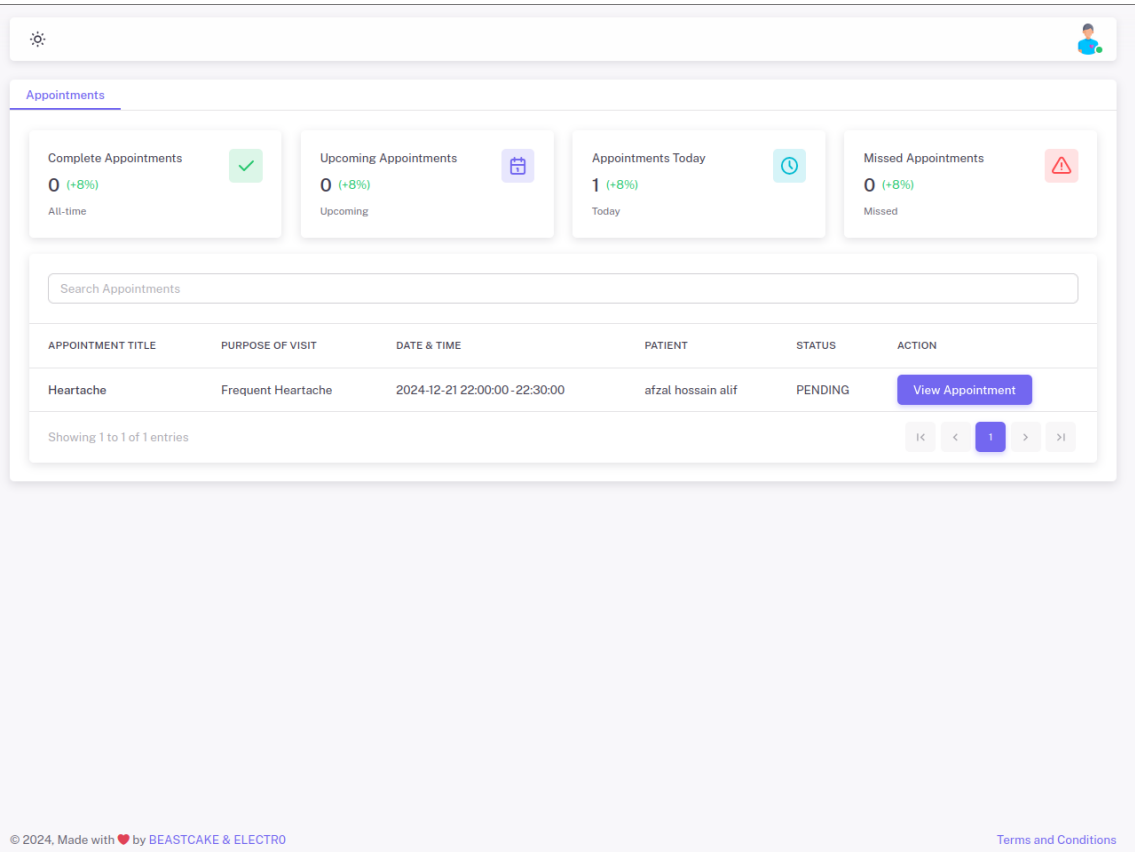 Appointments
Complete Appointments
0 (+8%)
All-time
Upcoming Appointments
0 (+8%)
Upcoming
Appointments Today
1 (+8%)
Today
Missed Appointments
0 (+8%)
Missed
Search Appointments
APPOINTMENT TITLE PURPOSE OF VISIT DATE & TIME PATIENT STATUS ACTION
Heartache Frequent Heartache 2024-12-21 22:00:00-22:30:00 afzal hossain alif PENDING View Appointment
Showing 1 to 1 of 1 entries 1
© 2024, Made with ❤️ by BEASTCAKE & ELECTR0 Terms and Conditions